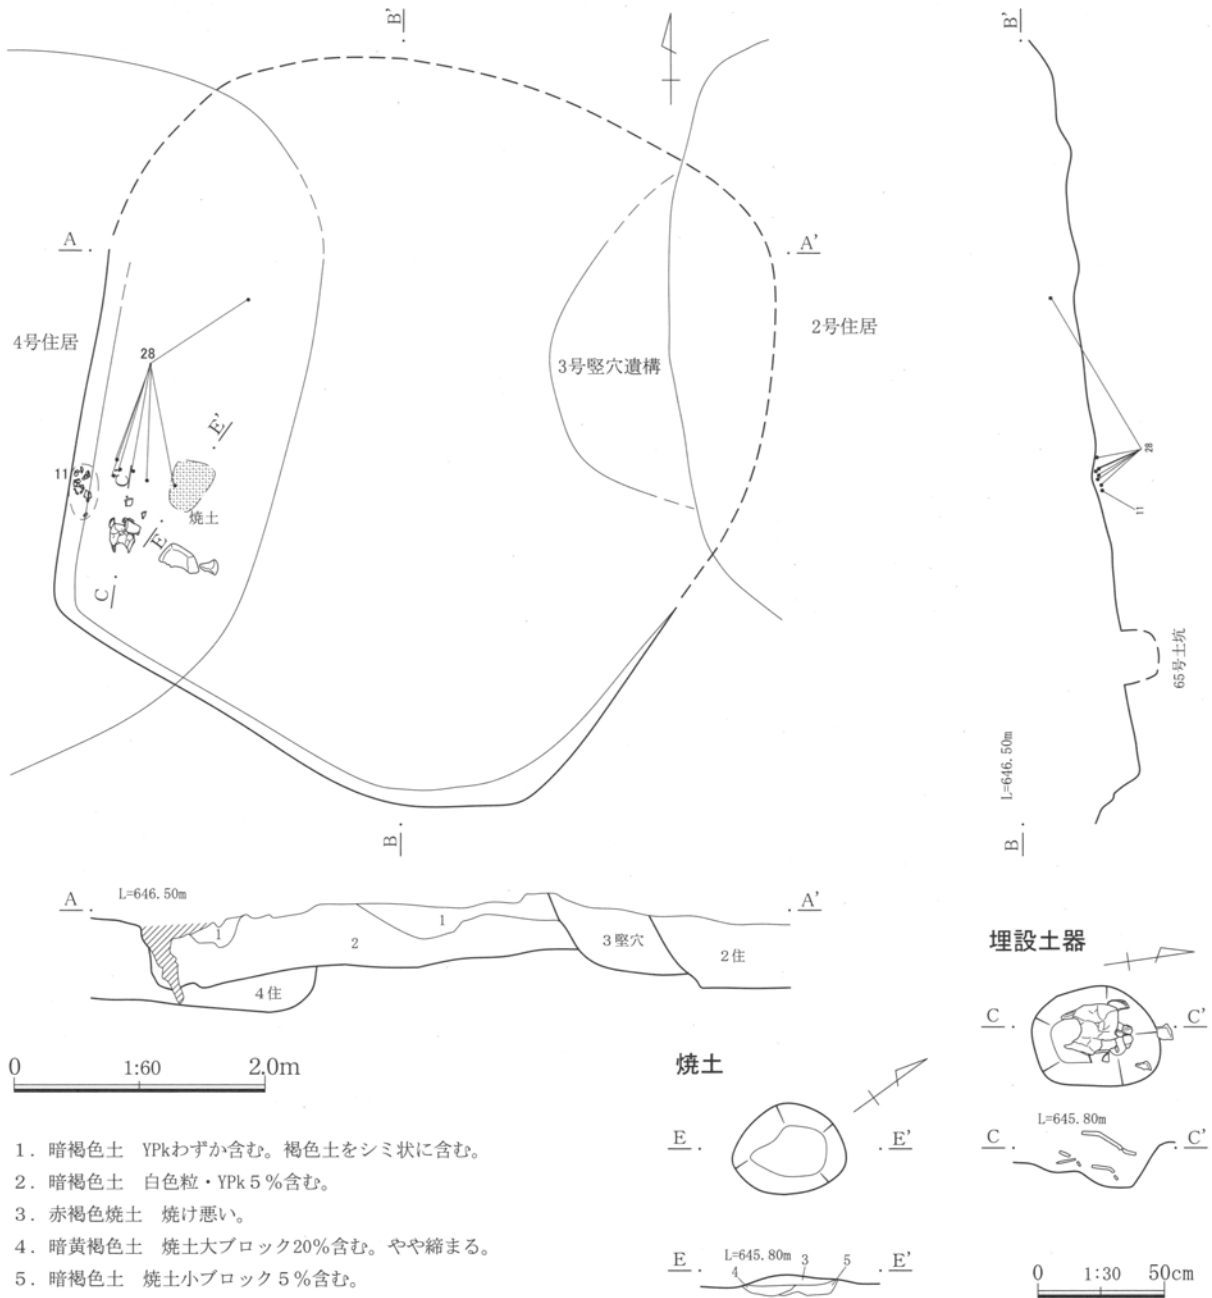 B'
B'
A
A'
4号住居
2号住居
28
3号竪穴遺構
E'
11
焼土
E
C
28
11
65号土坑
L=646.50m
B
B
A
L=646.50m
A'
1
1
2
3竪穴
2住
4住
埋設土器
C
C'
0
1:60
2.0m
焼土
L=645.80m
C
C'
E
E'
1．暗褐色土　YPkわずか含む。褐色土をシミ状に含む。
2．暗褐色土　白色粒・YPk５％含む。
3．赤褐色焼土　焼け悪い。
4．暗黄褐色土　焼土大ブロック20%含む。やや締まる。
5．暗褐色土　焼土小ブロック５％含む。
E
L=645.80m
E'
4
3
5
0
1:30
50cm